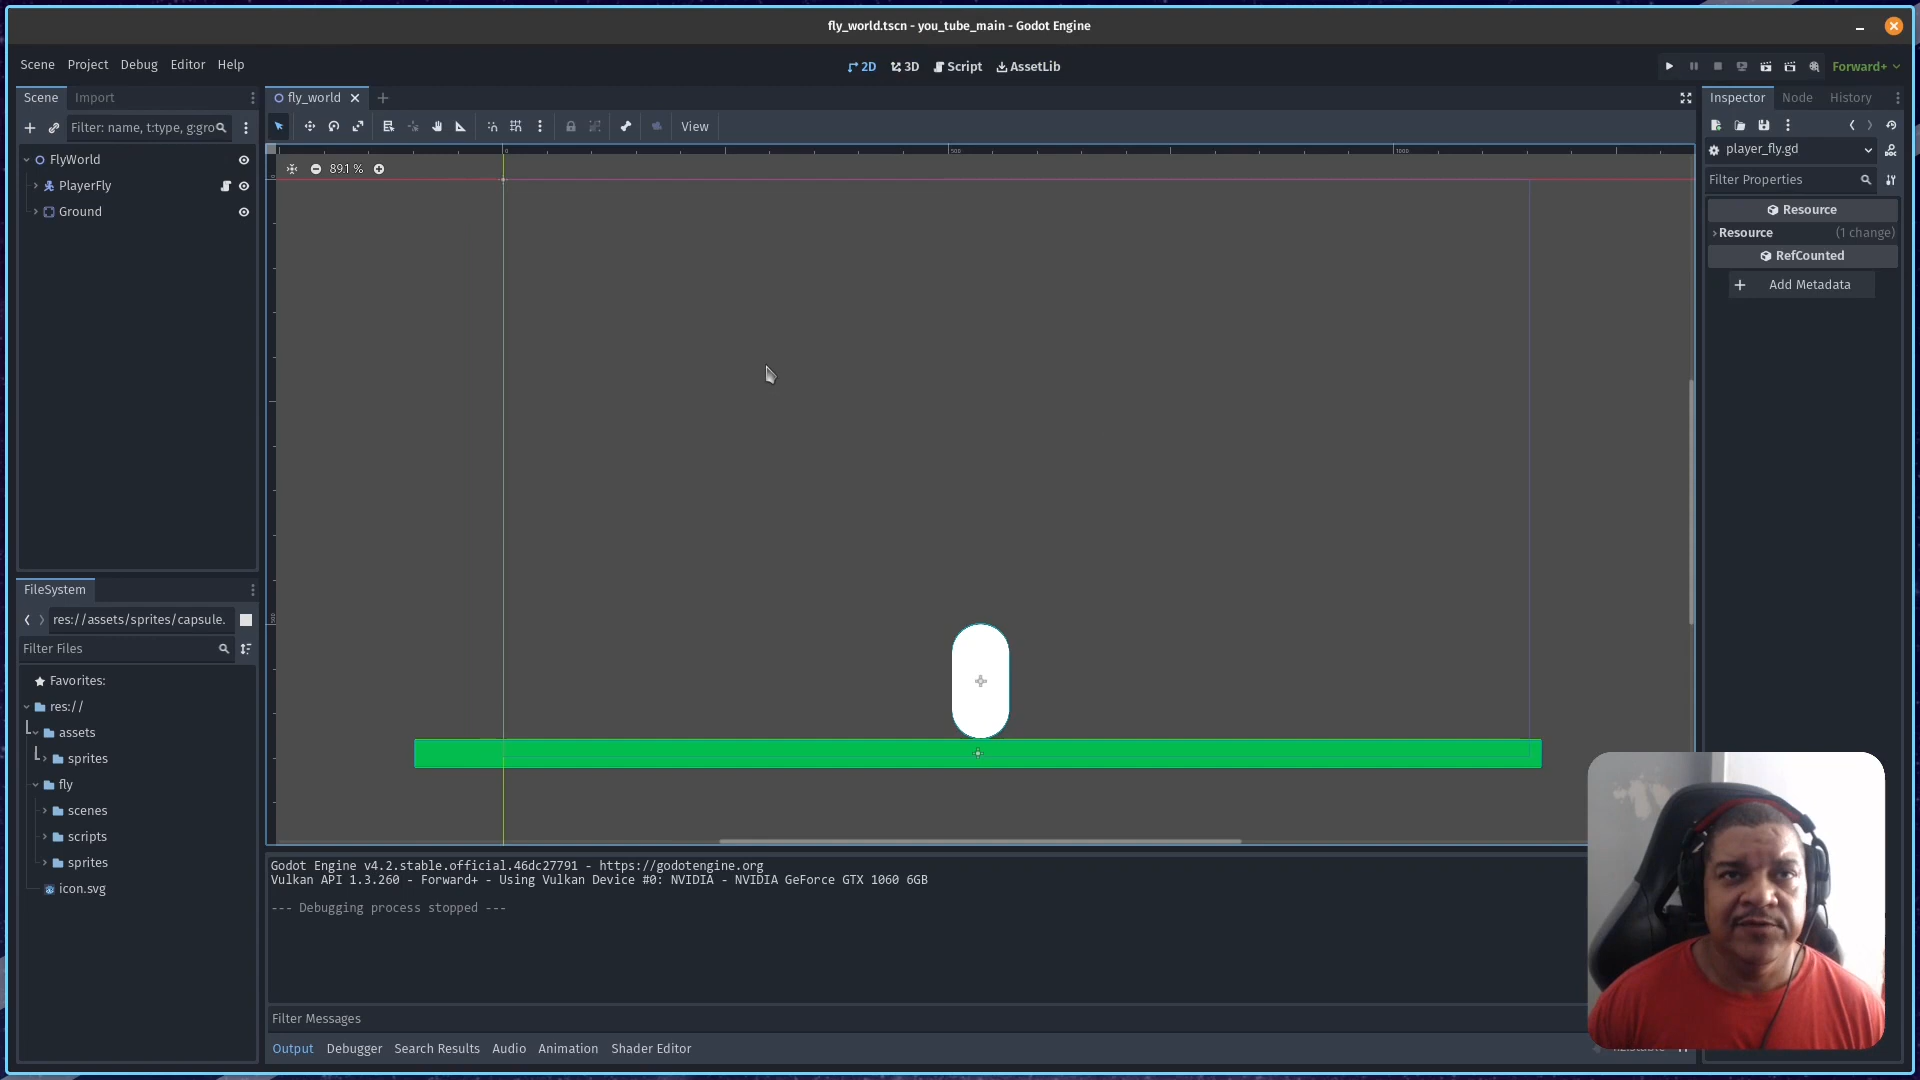 fly_world.tscn - you_tube_main - Godot Engine
Scene Project Debug Editor Help
2D 3D Script AssetLib
Forward+
Scene Import
fly_world
Inspector Node History
Filter: name, t:type, g:gro
View
player_fly.gd
FlyWorld
PlayerFly
Ground
89.1 %
0
500
1000
Filter Properties
Resource
Resource (1 change)
RefCounted
Add Metadata
FileSystem
res://assets/sprites/capsule.
Filter Files
Favorites:
res://
assets
sprites
fly
scenes
scripts
sprites
icon.svg
Godot Engine v4.2.stable.official.46dc27791 - https://godotengine.org
Vulkan API 1.3.260 - Forward+ - Using Vulkan Device #0: NVIDIA - NVIDIA GeForce GTX 1060 6GB
--- Debugging process stopped ---
Filter Messages
Output Debugger Search Results Audio Animation Shader Editor